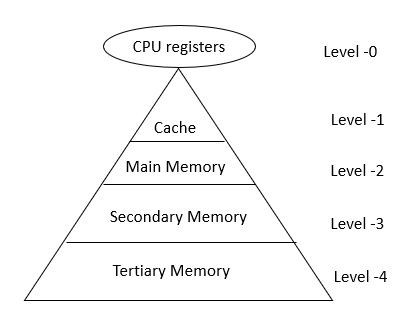 CPU registers
Level -0
Cache
Level -1
Main Memory
Level -2
Secondary Memory
Level -3
Tertiary Memory
Level -4